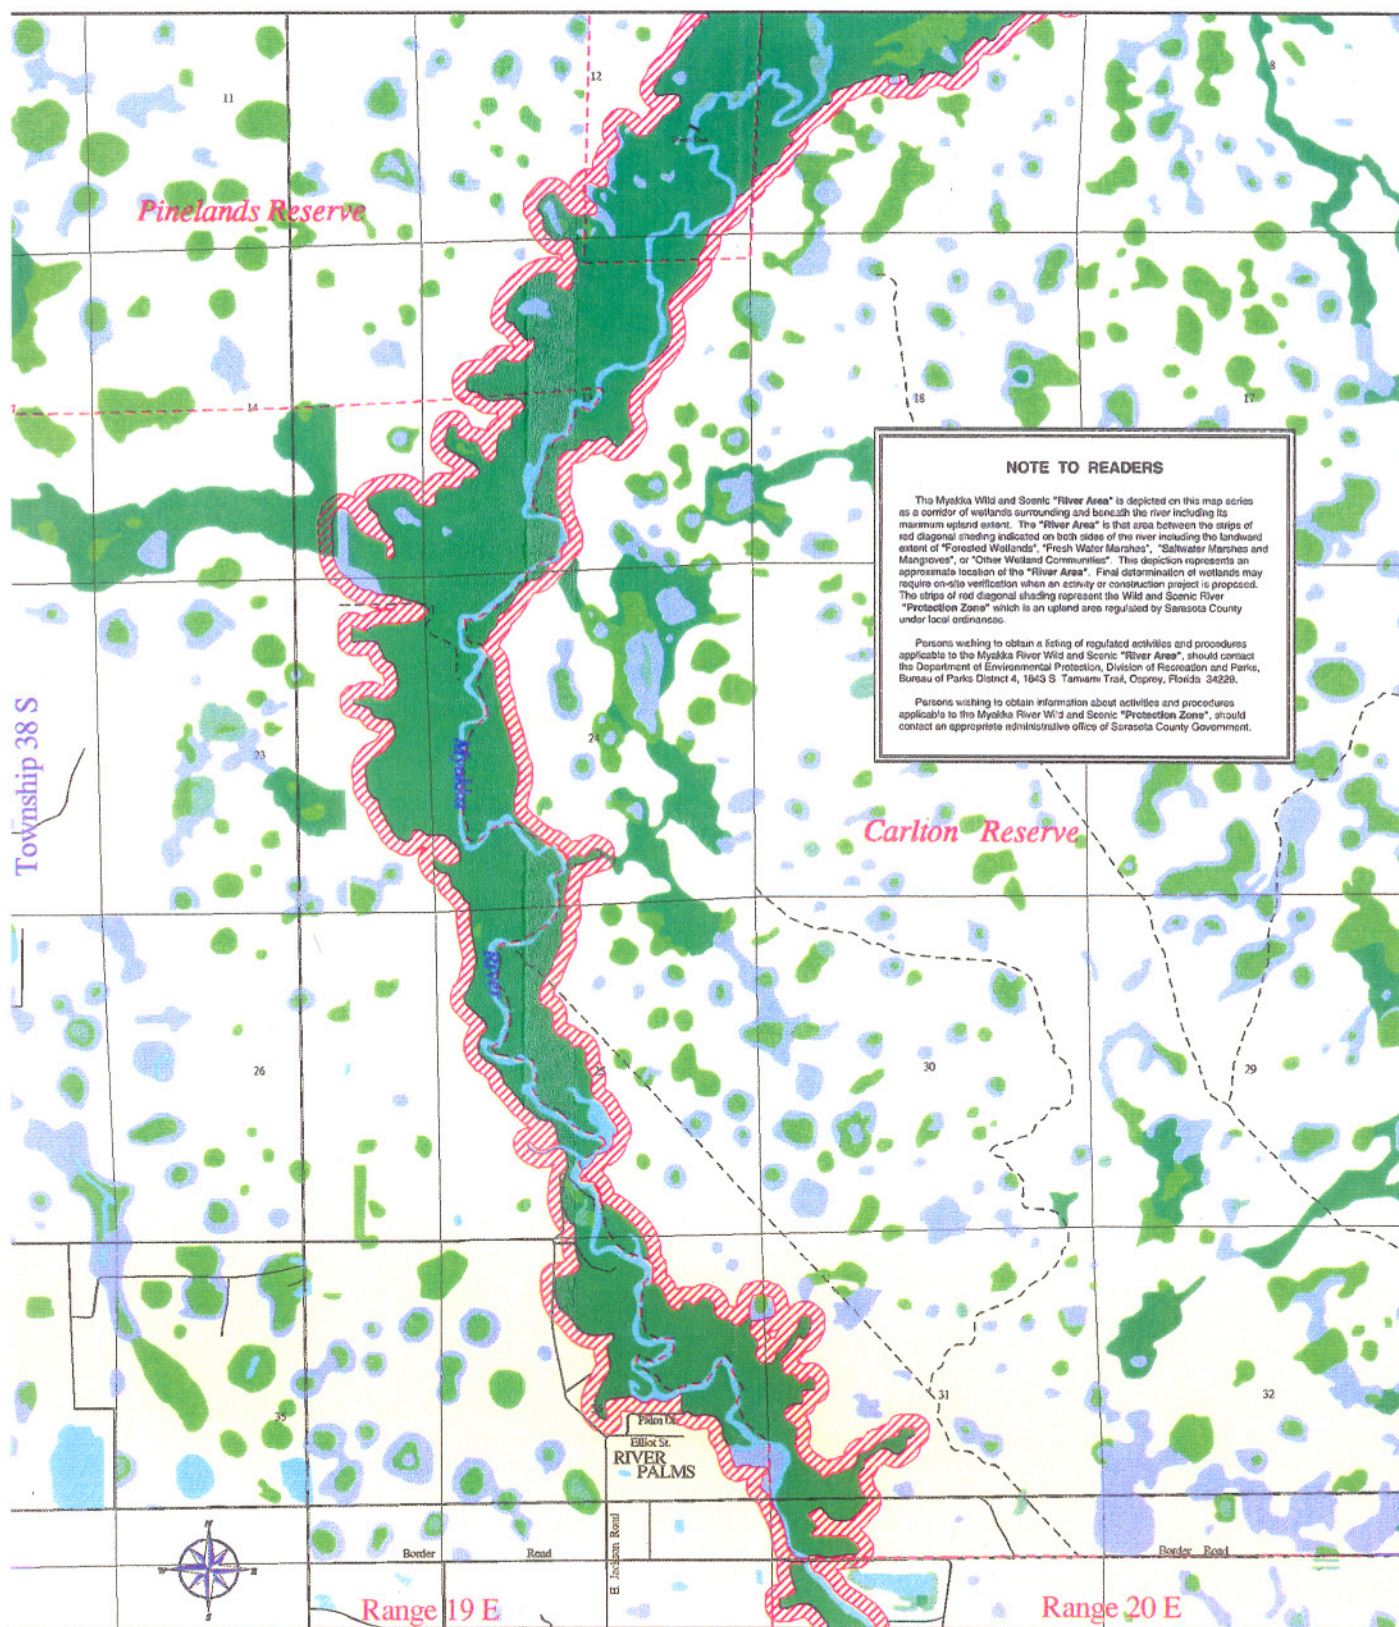 12
11
8
7
Pinelands Reserve
14
13
18
17
NOTE TO READERS
The Myakka Wild and Scenic "River Area" is depicted on this map series
as a corridor of wetlands surrounding and beneath the river including its
maximum upland extent. The "River Area" is that area between the strips of
red diagonal shading indicated on both sides of the river including the landward
extent of "Forested Wetlands", "Fresh Water Marshes", "Saltwater Marshes and
Mangroves", or "Other Wetland Communities". This depiction represents an
approximate location of the "River Area". Final determination of wetlands may
require on-site verification when an activity or construction project is proposed.
The strips of red diagonal shading represent the Wild and Scenic River
"Protection Zone" which is an upland area regulated by Sarasota County
under local ordinances.
Persons wishing to obtain a listing of regulated activities and procedures
applicable to the Myakka River Wild and Scenic "River Area", should contact
the Department of Environmental Protection, Division of Recreation and Parks,
Bureau of Parks District 4, 1843 S Tamiami Trail, Osprey, Florida 34229.
Persons wishing to obtain information about activities and procedures
applicable to the Myakka River Wild and Scenic "Protection Zone", should
contact an appropriate administrative office of Sarasota County Government.
Township 38 S
23
24
Myakka
Carlton Reserve
River
26
25
30
29
35
36
31
32
Palm Dr.
Elliot St.
RIVER
PALMS
N
W
E
S
Border Road
B. Jackson Road
Border Road
Range 19 E
Range 20 E